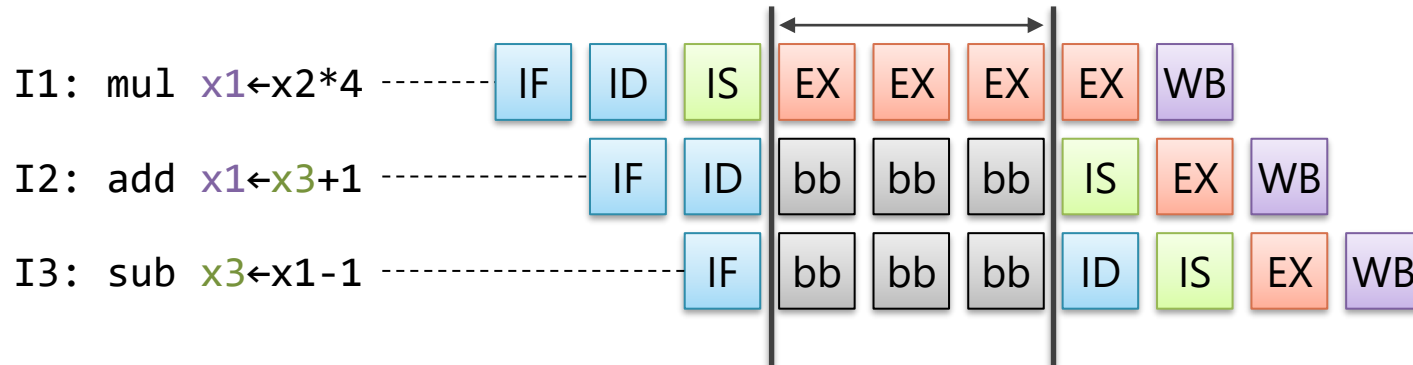 I1: mul x1←x2*4 IF ID IS EX EX EX EX WB
I2: add x1←x3+1 IF ID bb bb bb IS EX WB
I3: sub x3←x1-1 IF bb bb bb ID IS EX WB